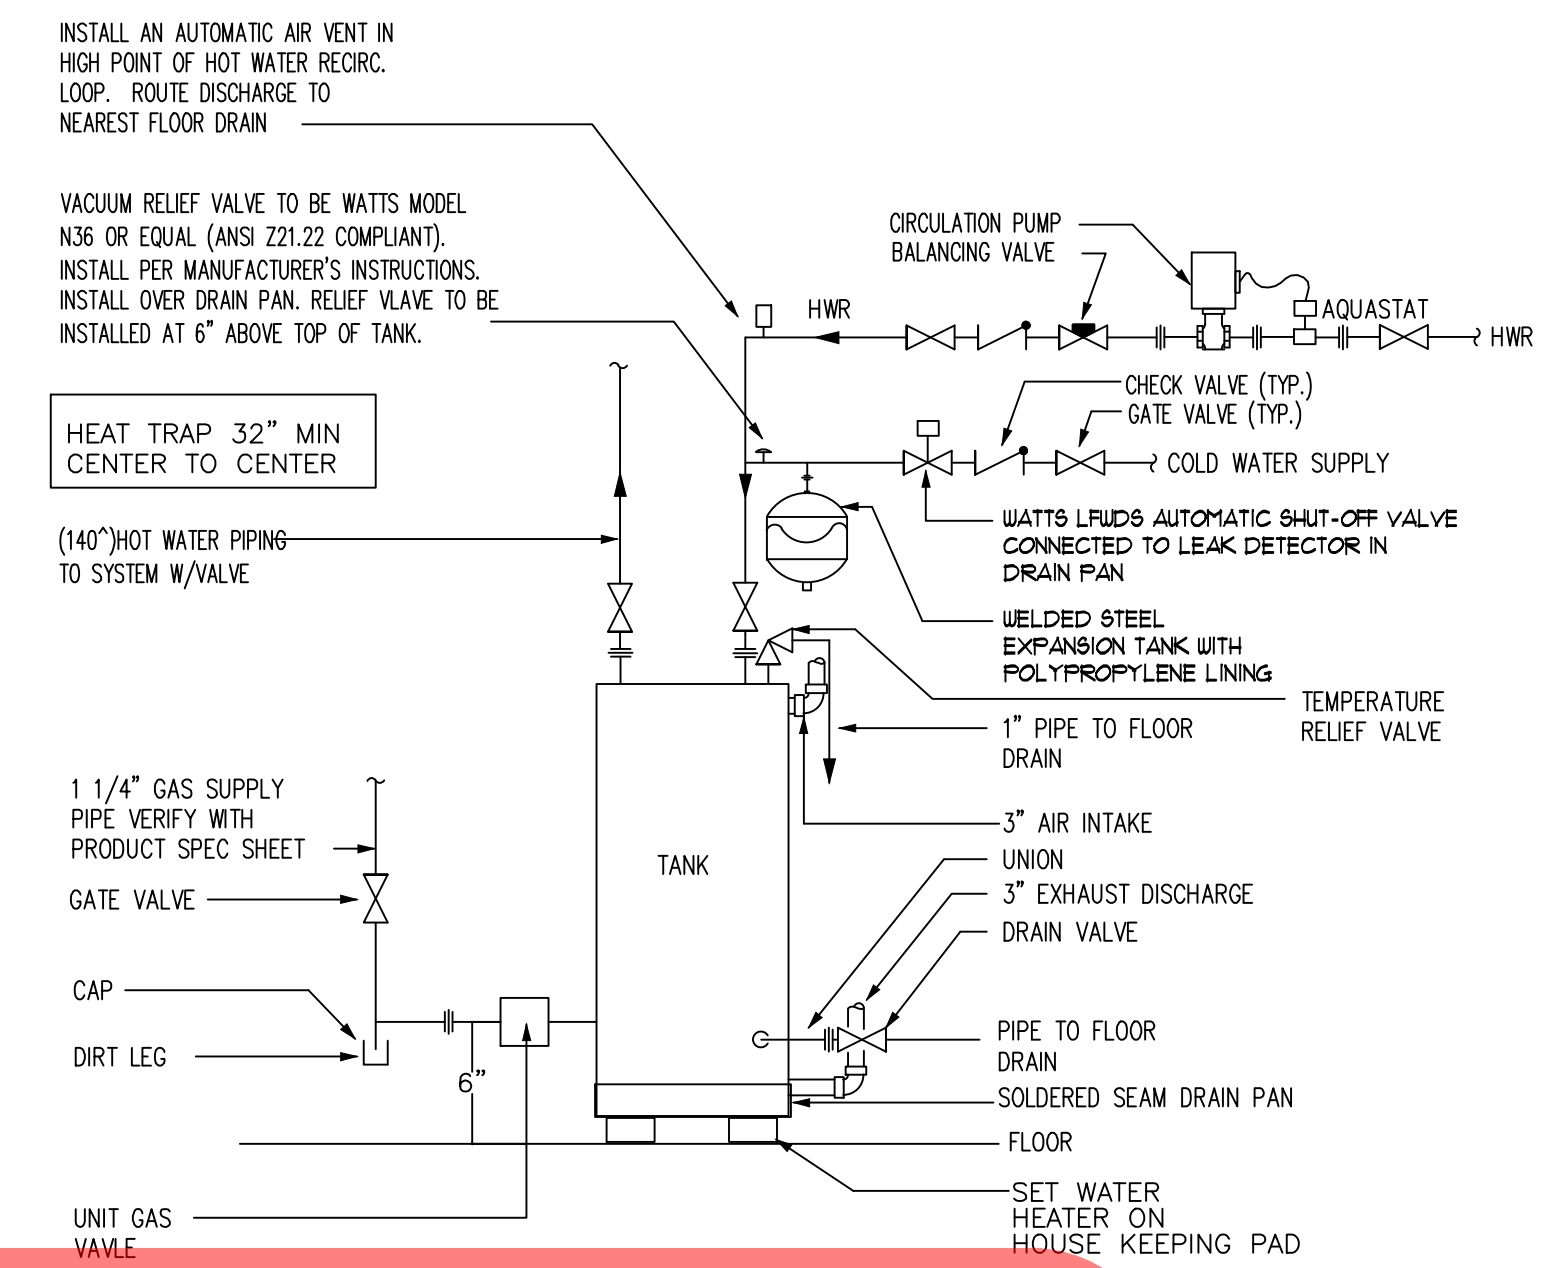 INSTALL AN AUTOMATIC AIR VENT IN
HIGH POINT OF HOT WATER RECIRC.
LOOP. ROUTE DISCHARGE TO
NEAREST FLOOR DRAIN
VACUUM RELIEF VALVE TO BE WATTS MODEL
N36 OR EQUAL (ANSI Z21.22 COMPLIANT).
INSTALL PER MANUFACTURER'S INSTRUCTIONS.
INSTALL OVER DRAIN PAN. RELIEF VLAVE TO BE
INSTALLED AT 6" ABOVE TOP OF TANK.
CIRCULATION PUMP
BALANCING VALVE
HWR
AQUASTAT
HWR
CHECK VALVE (TYP.)
GATE VALVE (TYP.)
COLD WATER SUPPLY
HEAT TRAP 32" MIN
CENTER TO CENTER
(140^)HOT WATER PIPING
TO SYSTEM W/VALVE
WATTS LFWDS AUTOMATIC SHUT-OFF VALVE
CONNECTED TO LEAK DETECTOR IN
DRAIN PAN
WELDED STEEL
EXPANSION TANK WITH
POLYPROPYLENE LINING
TEMPERATURE
RELIEF VALVE
1" PIPE TO FLOOR
DRAIN
1 1/4" GAS SUPPLY
PIPE VERIFY WITH
PRODUCT SPEC SHEET
GATE VALVE
TANK
3" AIR INTAKE
UNION
3" EXHAUST DISCHARGE
DRAIN VALVE
CAP
DIRT LEG
6"
PIPE TO FLOOR
DRAIN
SOLDERED SEAM DRAIN PAN
FLOOR
SET WATER
HEATER ON
HOUSE KEEPING PAD
UNIT GAS
VAVLE